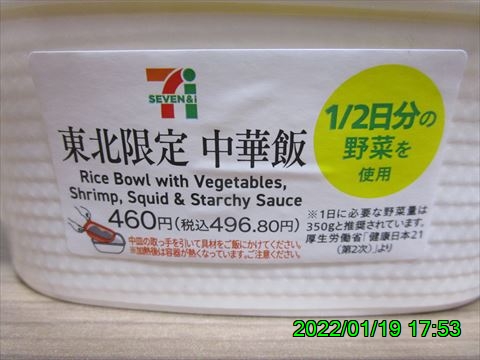 SEVEN&i
東北限定 中華飯
Rice Bowl with Vegetables,
Shrimp, Squid & Starchy Sauce
460円(税込496.80円)
中皿の取っ手を引いて具材をご飯にかけてください。
※加熱後は容器が熱くなっています。ご注意ください。
1/2日分の
野菜を
使用
※1日に必要な野菜量は
350gと推奨されています。
厚生労働省「健康日本21
(第2次)」より
2022/01/19 17:53